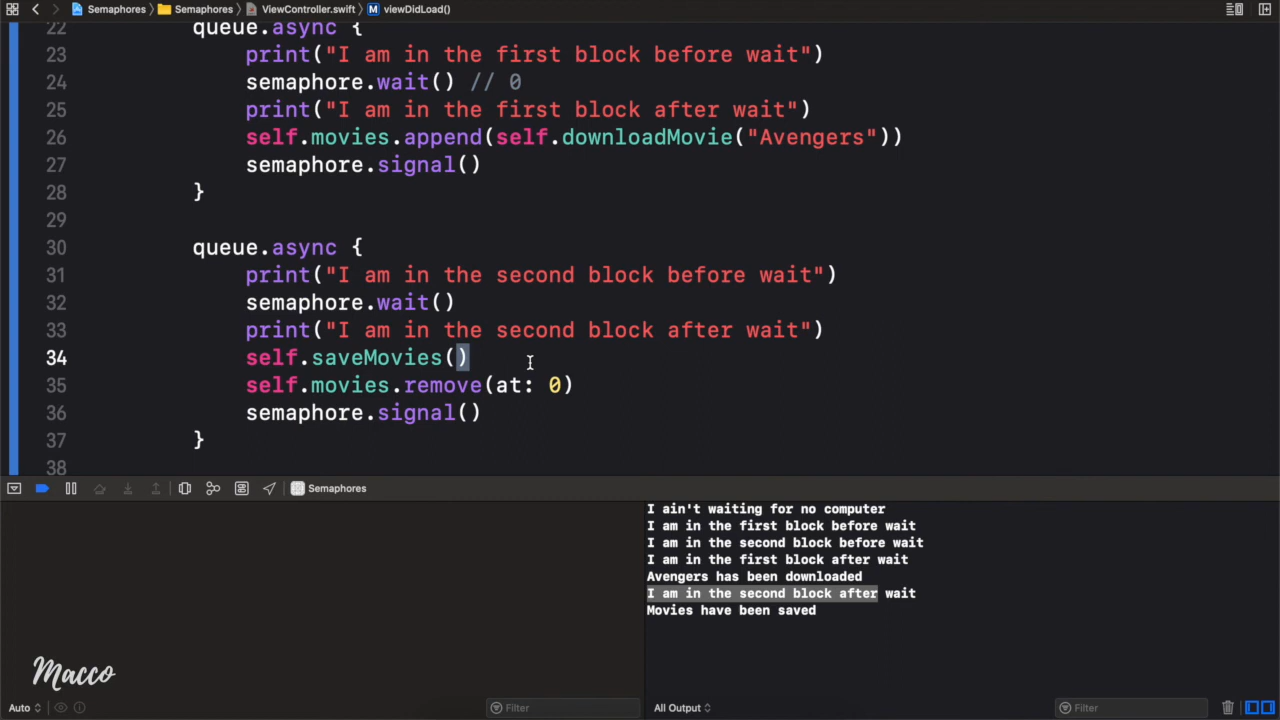 Semaphores Semaphores ViewController.swift viewDidLoad()
22 queue.async {
23 print("I am in the first block before wait")
24 semaphore.wait() // 0
25 print("I am in the first block after wait")
26 self.movies.append(self.downloadMovie("Avengers"))
27 semaphore.signal()
28 }
29
30 queue.async {
31 print("I am in the second block before wait")
32 semaphore.wait()
33 print("I am in the second block after wait")
34 self.saveMovies()
35 self.movies.remove(at: 0)
36 semaphore.signal()
37 }
38
Semaphores
I ain't waiting for no computer
I am in the first block before wait
I am in the second block before wait
I am in the first block after wait
Avengers has been downloaded
I am in the second block after wait
Movies have been saved
Macco
Auto Filter All Output Filter